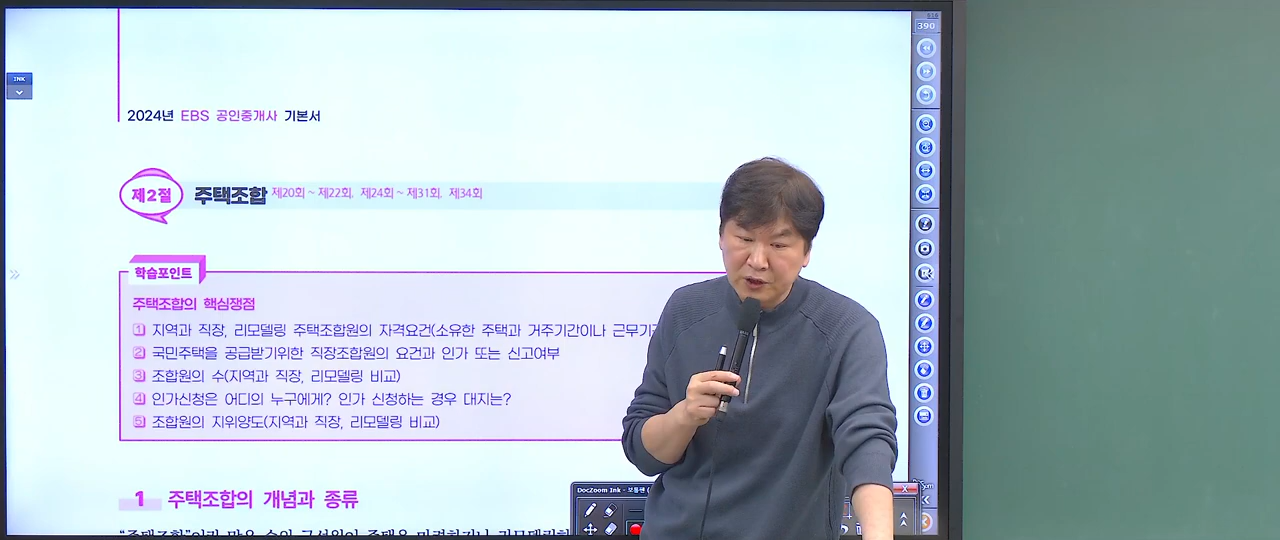 390
INK
2024년 EBS 공인중개사 기본서
제2절 주택조합 제20회 ~ 제22회, 제24회 ~ 제31회, 제34회
학습포인트
주택조합의 핵심쟁점
1 지역과 직장, 리모델링 주택조합원의 자격요건(소유한 주택과 거주기간이나 근무기
2 국민주택을 공급받기위한 직장조합원의 요건과 인가 또는 신고여부
3 조합원의 수(지역과 직장, 리모델링 비교)
4 인가신청은 어디의 누구에게? 인가 신청하는 경우 대지는?
5 조합원의 지위양도(지역과 직장, 리모델링 비교)
1 주택조합의 개념과 종류
DocZoom Ink - 보통펜 (